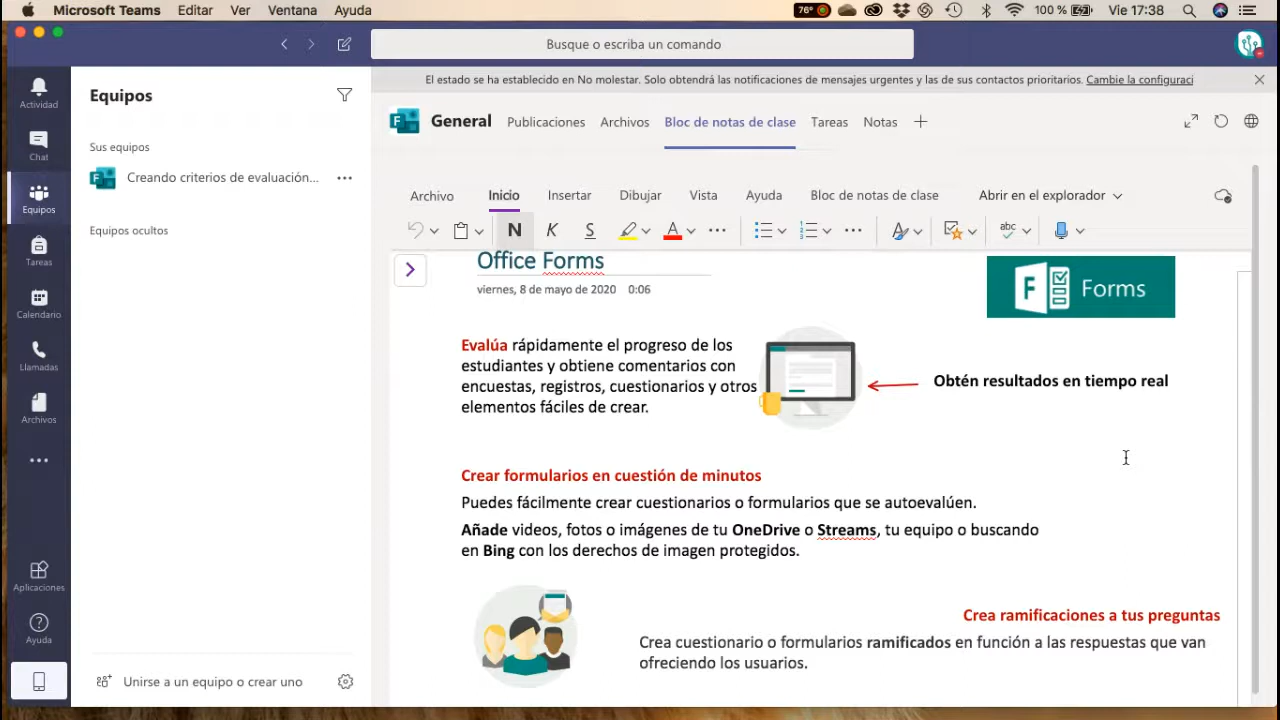 Microsoft Teams Editar Ver Ventana Ayuda 76° 100 % Vie 17:38
Busque o escriba un comando
Actividad
Chat
Equipos
Tareas
Calendario
Llamadas
Archivos
Aplicaciones
Ayuda
Equipos
Sus equipos
Creando criterios de evaluación...
Equipos ocultos
Unirse a un equipo o crear uno
El estado se ha establecido en No molestar. Solo obtendrá las notificaciones de mensajes urgentes y las de sus contactos prioritarios. Cambie la configuraci
General Publicaciones Archivos Bloc de notas de clase Tareas Notas
Archivo Inicio Insertar Dibujar Vista Ayuda Bloc de notas de clase Abrir en el explorador
N K S A abc
Office Forms
viernes, 8 de mayo de 2020 0:06
F Forms
Evalúa rápidamente el progreso de los
estudiantes y obtiene comentarios con
encuestas, registros, cuestionarios y otros
elementos fáciles de crear.
Obtén resultados en tiempo real
Crear formularios en cuestión de minutos
Puedes fácilmente crear cuestionarios o formularios que se autoevalúen.
Añade videos, fotos o imágenes de tu OneDrive o Streams, tu equipo o buscando
en Bing con los derechos de imagen protegidos.
Crea ramificaciones a tus preguntas
Crea cuestionario o formularios ramificados en función a las respuestas que van
ofreciendo los usuarios.